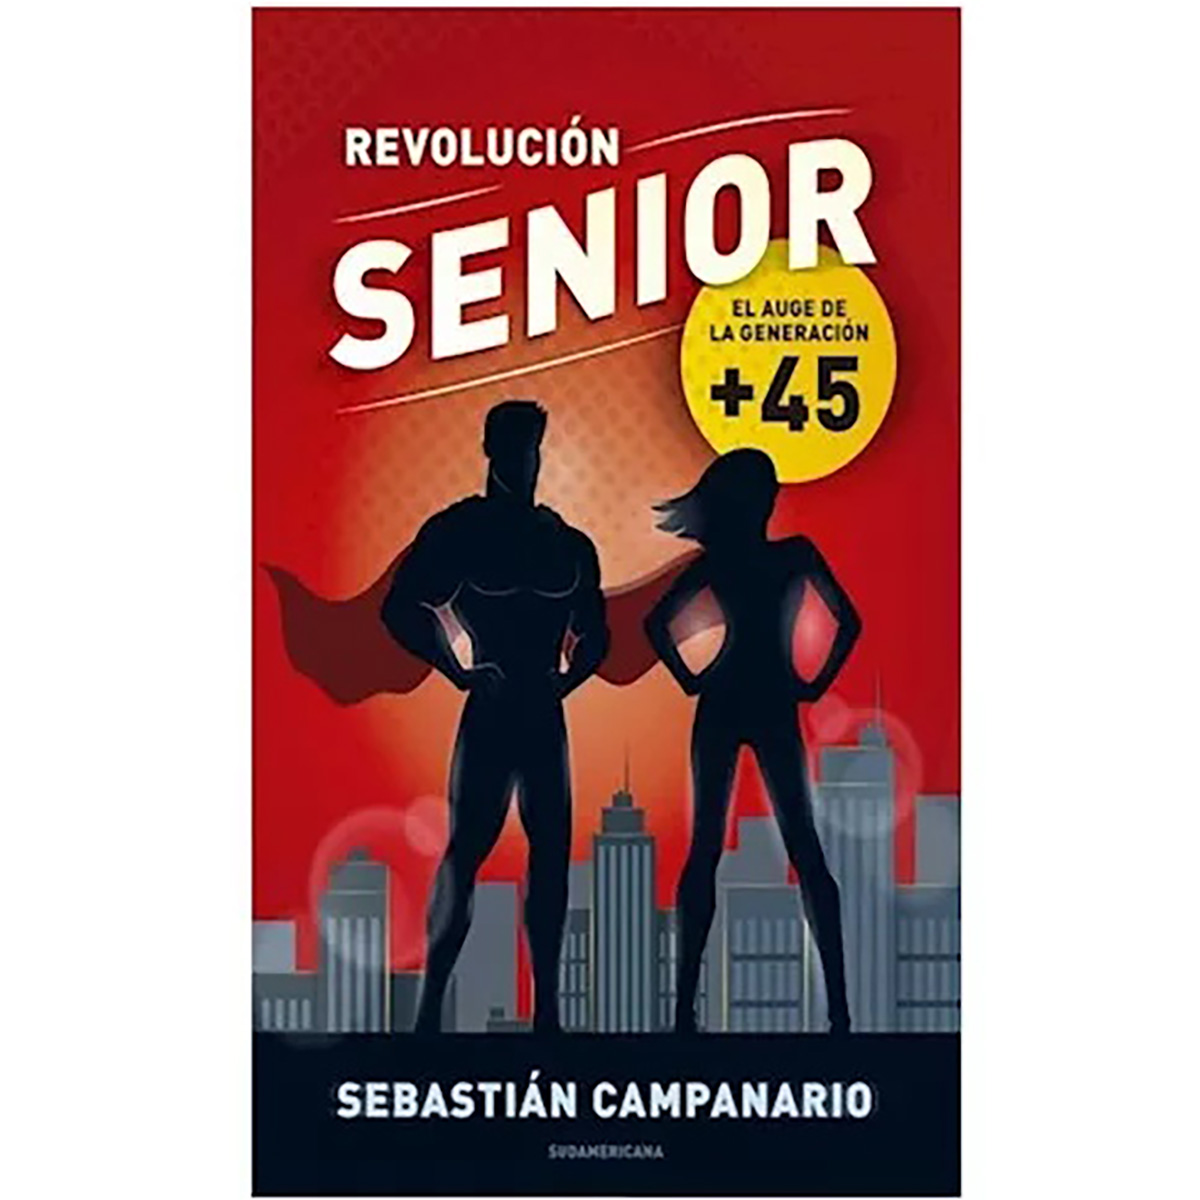 REVOLUCIÓN
SENIOR
EL AUGE DE
LA GENERACIÓN
+45
SEBASTIÁN CAMPANARIO
SUDAMERICANA